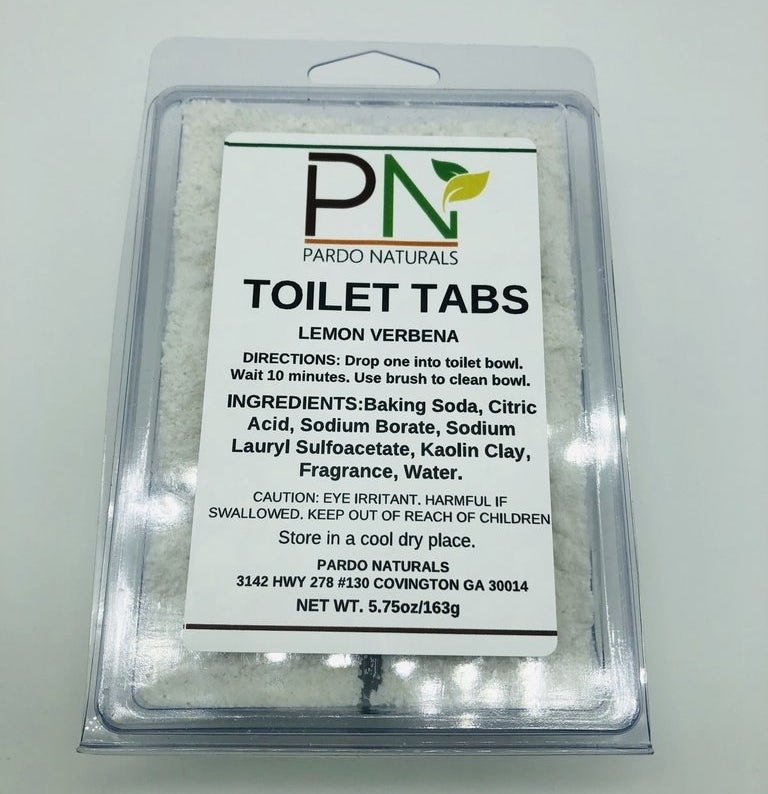 PN
PARDO NATURALS
TOILET TABS
LEMON VERBENA
DIRECTIONS: Drop one into toilet bowl.
Wait 10 minutes. Use brush to clean bowl.
INGREDIENTS:Baking Soda, Citric
Acid, Sodium Borate, Sodium
Lauryl Sulfoacetate, Kaolin Clay,
Fragrance, Water.
CAUTION: EYE IRRITANT. HARMFUL IF
SWALLOWED. KEEP OUT OF REACH OF CHILDREN
Store in a cool dry place.
PARDO NATURALS
3142 HWY 278 #130 COVINGTON GA 30014
NET WT. 5.75oz/163g